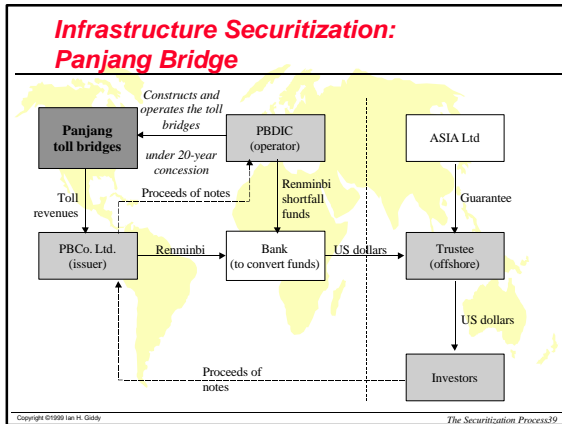 Infrastructure Securitization:
Panjang Bridge
Constructs and
operates the toll
bridges
under 20-year
concession
Panjang
toll bridges
PBDIC
(operator)
ASIA Ltd
Toll
revenues
Proceeds of notes
Renminbi
shortfall
funds
Guarantee
PBCo. Ltd.
(issuer)
Renminbi
Bank
(to convert funds)
US dollars
Trustee
(offshore)
US dollars
Proceeds of
notes
Investors
Copyright ©1999 Ian H. Giddy
The Securitization Process39